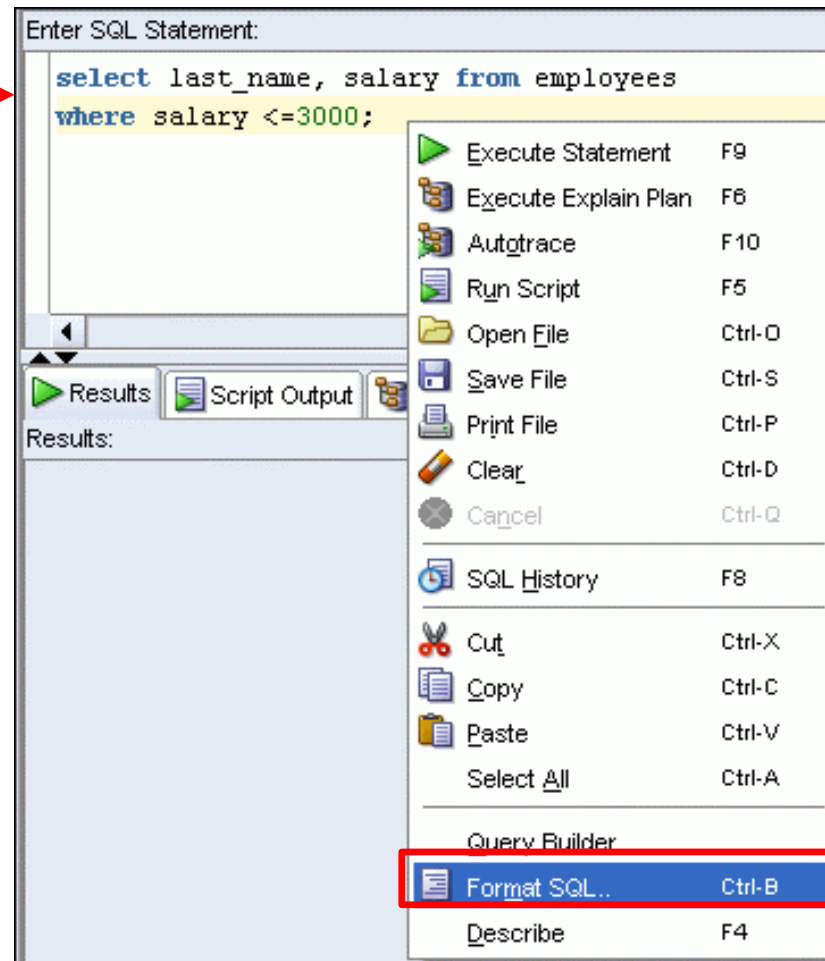 Enter SQL Statement:
select last_name, salary from employees
where salary <=3000;
Execute Statement F9
Execute Explain Plan F6
Autotrace F10
Run Script F5
Open File Ctrl-O
Save File Ctrl-S
Print File Ctrl-P
Clear Ctrl-D
Cancel Ctrl-Q
SQL History F8
Cut Ctrl-X
Copy Ctrl-C
Paste Ctrl-V
Select All Ctrl-A
Query Builder
Format SQL.. Ctrl-B
Describe F4
Results Script Output
Results: